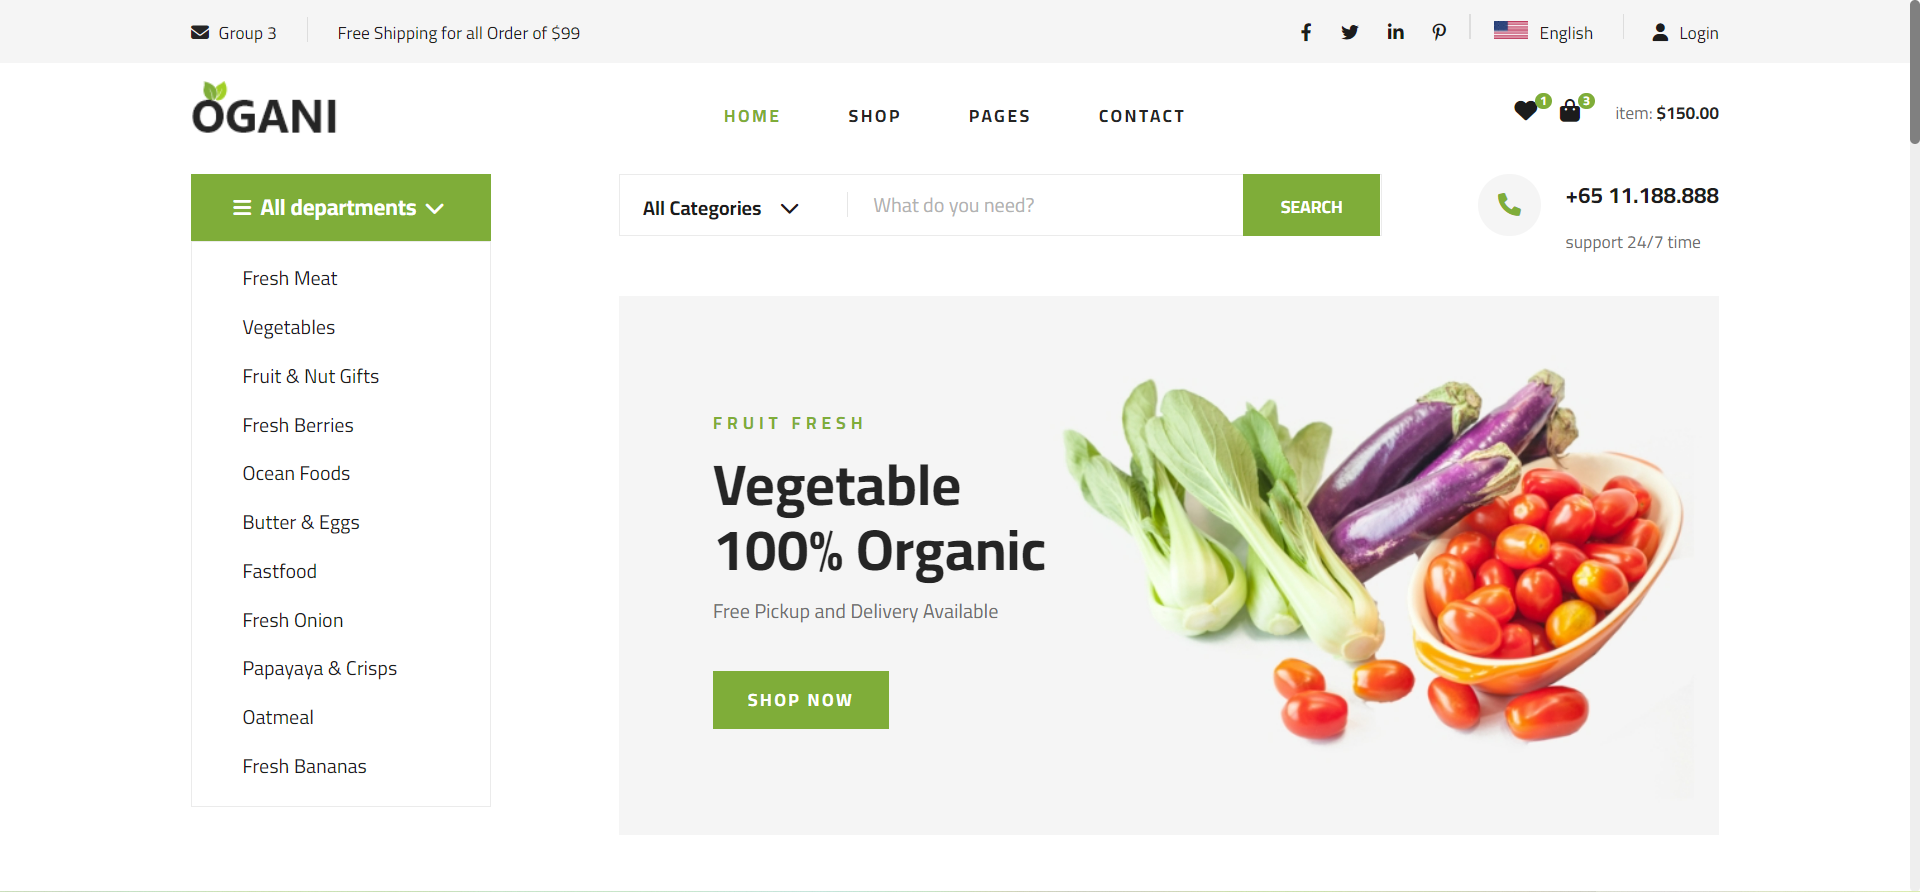 Group 3
Free Shipping for all Order of $99
English
Login
OGANI
HOME
SHOP
PAGES
CONTACT
1
3
item: $150.00
All departments
All Categories
What do you need?
SEARCH
+65 11.188.888
support 24/7 time
Fresh Meat
Vegetables
Fruit & Nut Gifts
Fresh Berries
Ocean Foods
Butter & Eggs
Fastfood
Fresh Onion
Papayaya & Crisps
Oatmeal
Fresh Bananas
FRUIT FRESH
Vegetable
100% Organic
Free Pickup and Delivery Available
SHOP NOW